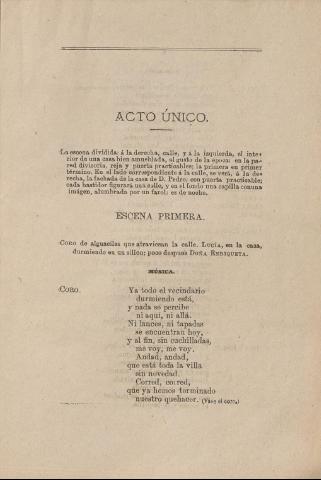 ACTO ÚNICO.
La escena dividida: á la derecha, calle, y á la izquierda, el inte-
rior de una casa bien amueblada, al gusto de la época: en la pa-
red divisoria, reja y puerta practicables; la primera en primer
término. En el lado correspondiente á la calle, se verá, á la de-
recha, la fachada de la casa de D. Pedro, con puerta practicable;
cada bastidor figurará una calle, y en el fondo una capilla con una
imágen, alumbrada por un farol: es de noche.
ESCENA PRIMERA.
CORO de alguaciles que atraviesan la calle. LUCÍA, en la casa,
durmiendo en un sillon; poco despues DOÑA ENRIQUETA.
MÚSICA.
CORO. Ya todo el vecindario
durmiendo está,
y nada se percibe
ni aquí, ni allá.
Ni lances, ni tapadas
se encuentran hoy,
y al fin, sin cuchilladas,
me voy, me voy.
Andad, andad,
que está toda la villa
sin novedad.
Corred, corred,
que ya hemos terminado
nuestro quehacer. (Váse el coro.)